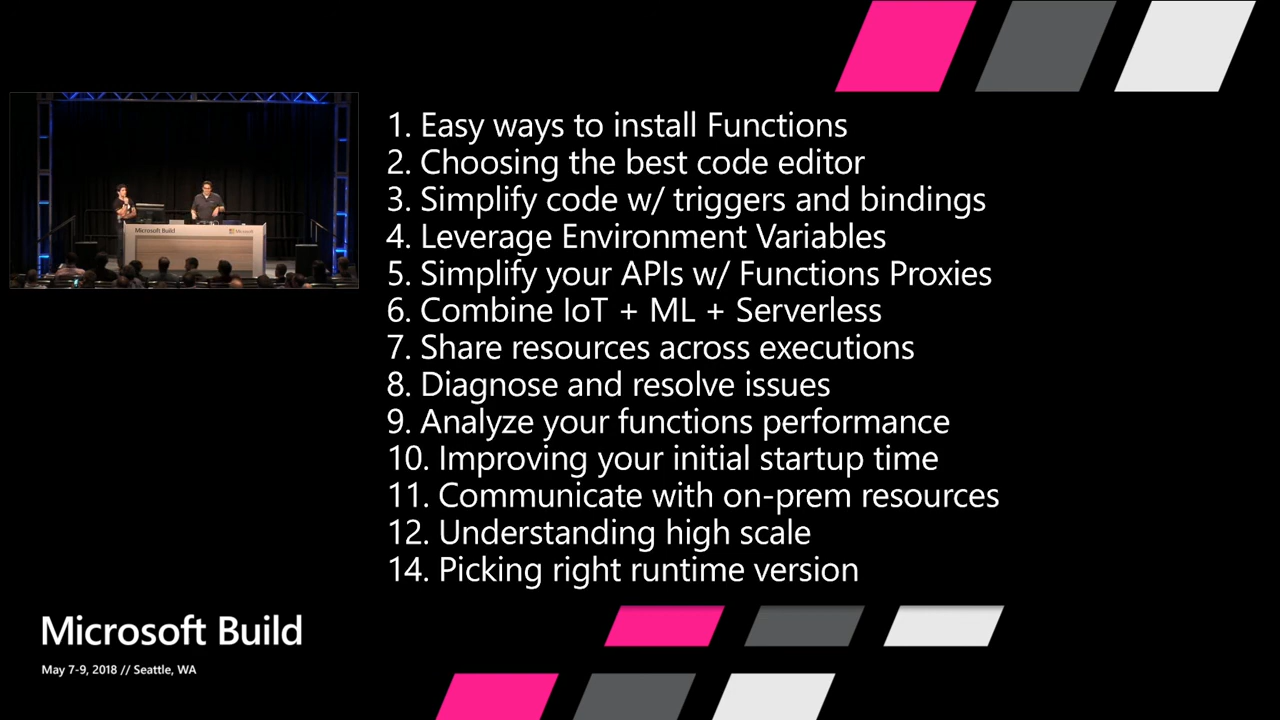 1. Easy ways to install Functions
2. Choosing the best code editor
3. Simplify code w/ triggers and bindings
4. Leverage Environment Variables
5. Simplify your APIs w/ Functions Proxies
6. Combine IoT + ML + Serverless
7. Share resources across executions
8. Diagnose and resolve issues
9. Analyze your functions performance
10. Improving your initial startup time
11. Communicate with on-prem resources
12. Understanding high scale
14. Picking right runtime version
Microsoft Build
Microsoft
Microsoft Build
May 7-9, 2018 // Seattle, WA